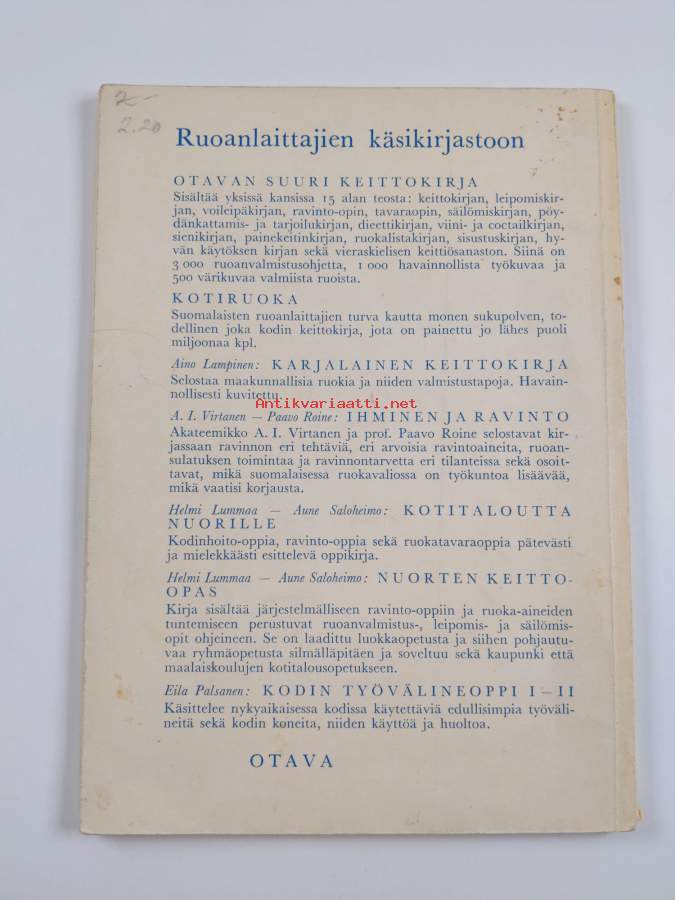 2-
2.20
Ruoanlaittajien käsikirjastoon
OTAVAN SUURI KEITTOKIRJA
Sisältää yksissä kansissa 15 alan teosta: keittokirjan, leipomiskir-
jan, voileipäkirjan, ravinto-opin, tavaraopin, säilömiskirjan, pöy-
dänkattamis- ja tarjoilukirjan, dieettikirjan, viini- ja coctailkirjan,
sienikirjan, painekeitinkirjan, ruokalistakirjan, sisustuskirjan, hy-
vän käytöksen kirjan sekä vieraskielisen keittiösanaston. Siinä on
3 000 ruoanvalmistusohjetta, 1 000 havainnollista työkuvaa ja
500 värikuvaa valmiista ruoista.
KOTIRUOKA
Suomalaisten ruoanlaittajien turva kautta monen sukupolven, to-
dellinen joka kodin keittokirja, jota on painettu jo lähes puoli
miljoonaa kpl.
Aino Lampinen: KARJALAINEN KEITTOKIRJA
Selostaa maakunnallisia ruokia ja niiden valmistustapoja. Havain-
nollisesti kuvitettu.
Antikvariaatti.net
A. I. Virtanen — Paavo Roine: IHMINEN JA RAVINTO
Akateemikko A. I. Virtanen ja prof. Paavo Roine selostavat kir-
jassaan ravinnon eri tehtäviä, eri arvoisia ravintoaineita, ruoan-
sulatuksen toimintaa ja ravinnontarvetta eri tilanteissa sekä osoit-
tavat, mikä suomalaisessa ruokavaliossa on työkuntoa lisäävää,
mikä vaatisi korjausta.
Helmi Lummaa — Aune Saloheimo: KOTITALOUTTA
NUORILLE
Kodinhoito-oppia, ravinto-oppia sekä ruokatavaraoppia pätevästi
ja mielekkäästi esittelevä oppikirja.
Helmi Lummaa — Aune Saloheimo: NUORTEN KEITTO-
OPAS
Kirja sisältää järjestelmälliseen ravinto-oppiin ja ruoka-aineiden
tuntemiseen perustuvat ruoanvalmistus-, leipomis- ja säilömis-
opit ohjeineen. Se on laadittu luokkaopetusta ja siihen pohjautu-
vaa ryhmäopetusta silmälläpitäen ja soveltuu sekä kaupunki että
maalaiskoulujen kotitalousopetukseen.
Eila Palsanen: KODIN TYÖVÄLINEOPPI I—II
Käsittelee nykyaikaisessa kodissa käytettäviä edullisimpia työväli-
neitä sekä kodin koneita, niiden käyttöä ja huoltoa.
OTAVA